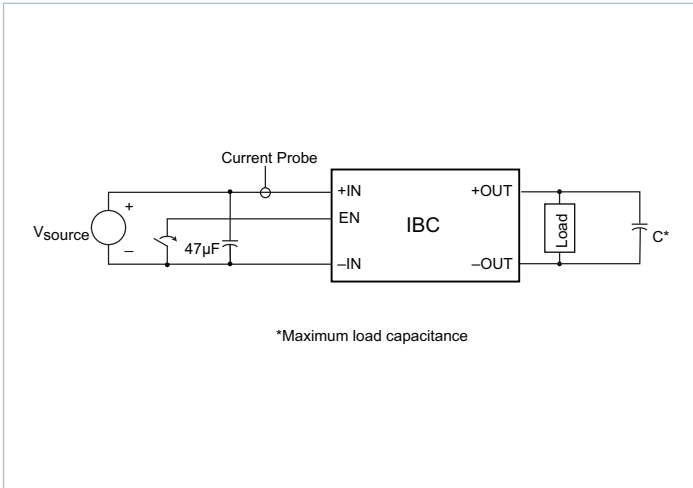 Current Probe
+IN
+OUT
+
EN
IBC
Load
Vsource
47µF
C*
–
–IN
–OUT
*Maximum load capacitance